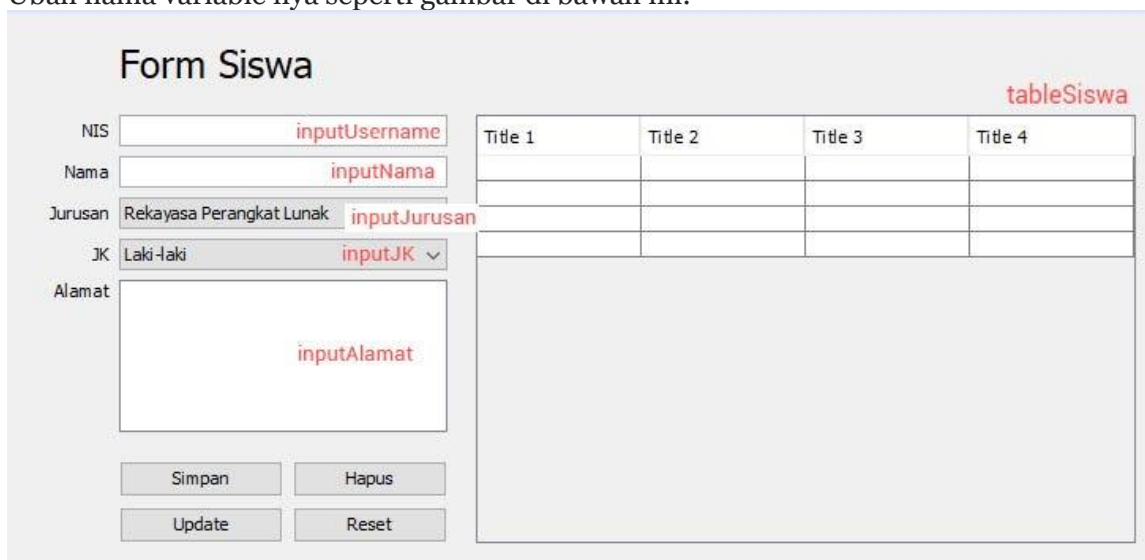 Ubah nama variable nya seperti gambar di bawah ini.
Form Siswa
tableSiswa
NIS inputUsername
Nama inputNama
Jurusan Rekayasa Perangkat Lunak inputJurusan
JK Laki-laki inputJK
Alamat
inputAlamat
Simpan Hapus
Update Reset
Title 1 Title 2 Title 3 Title 4